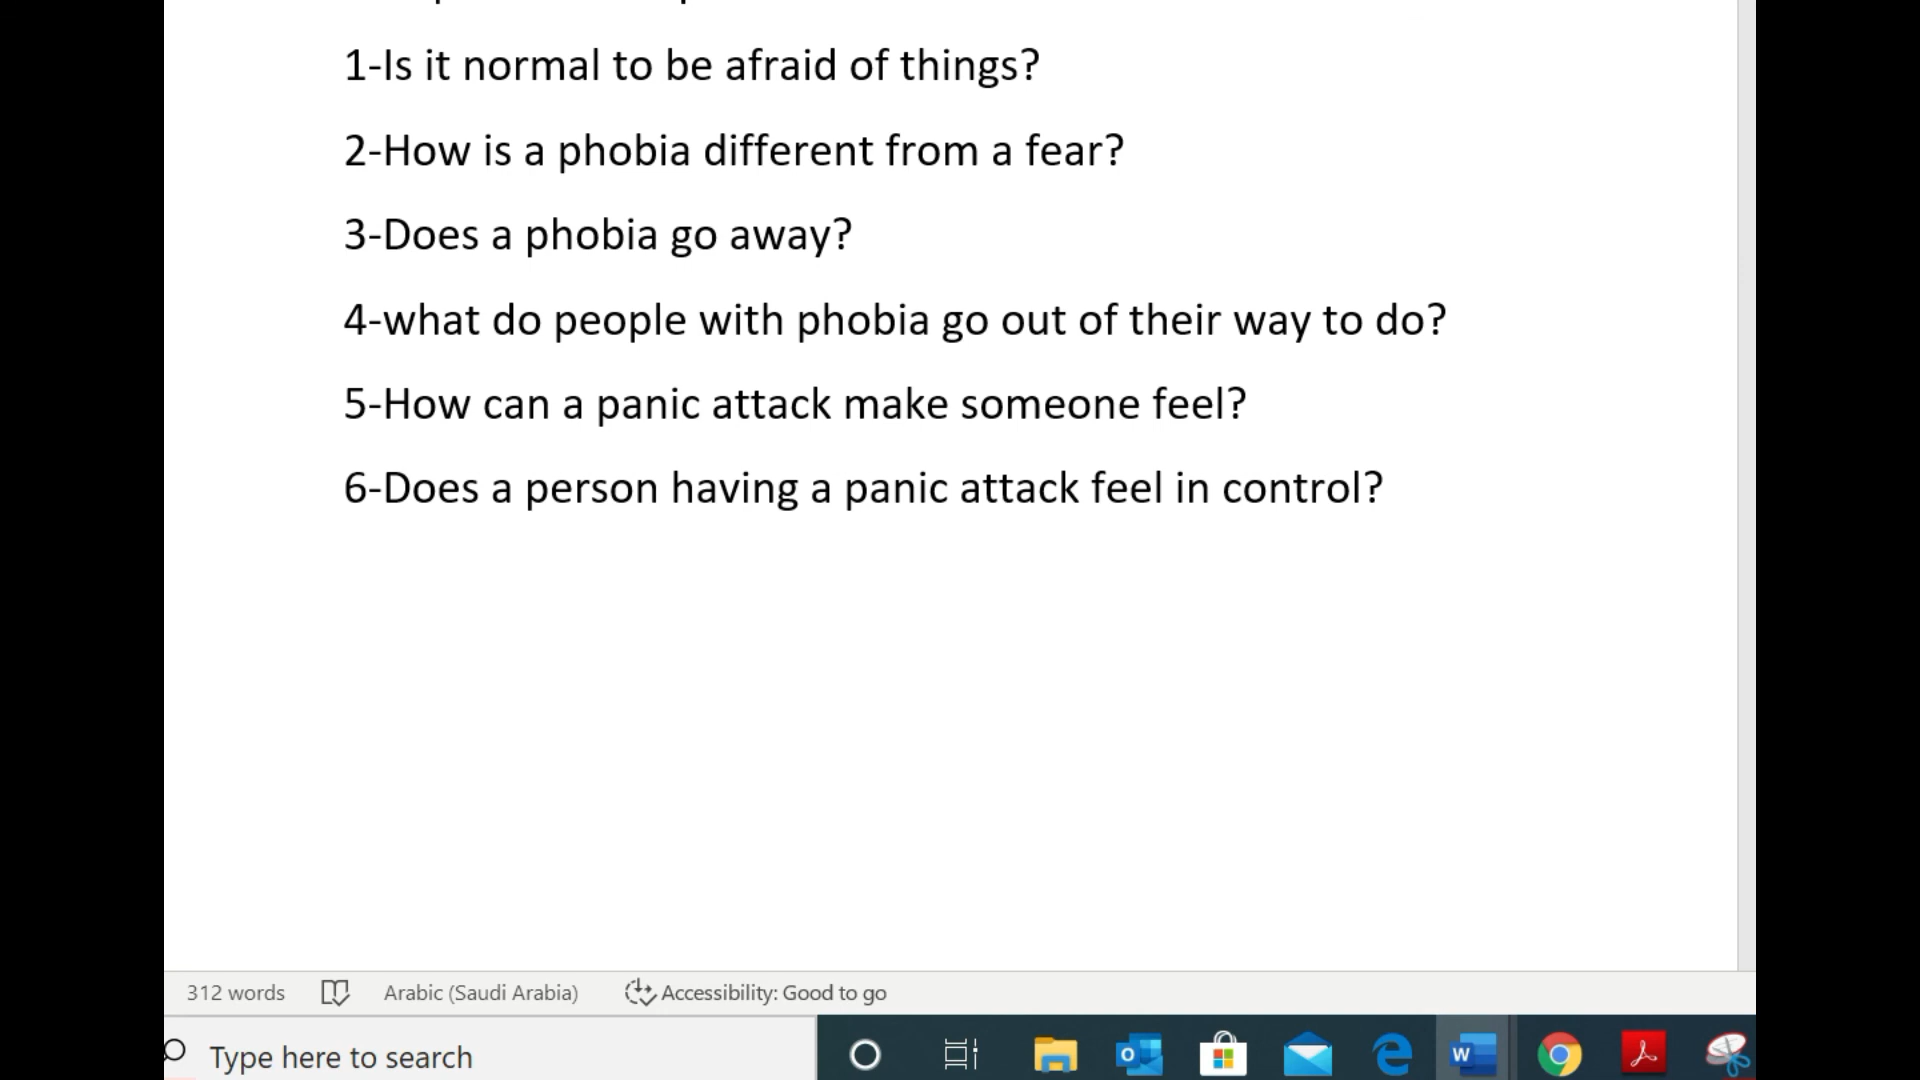 1-Is it normal to be afraid of things?
2-How is a phobia different from a fear?
3-Does a phobia go away?
4-what do people with phobia go out of their way to do?
5-How can a panic attack make someone feel?
6-Does a person having a panic attack feel in control?
312 words Arabic (Saudi Arabia) Accessibility: Good to go
Type here to search